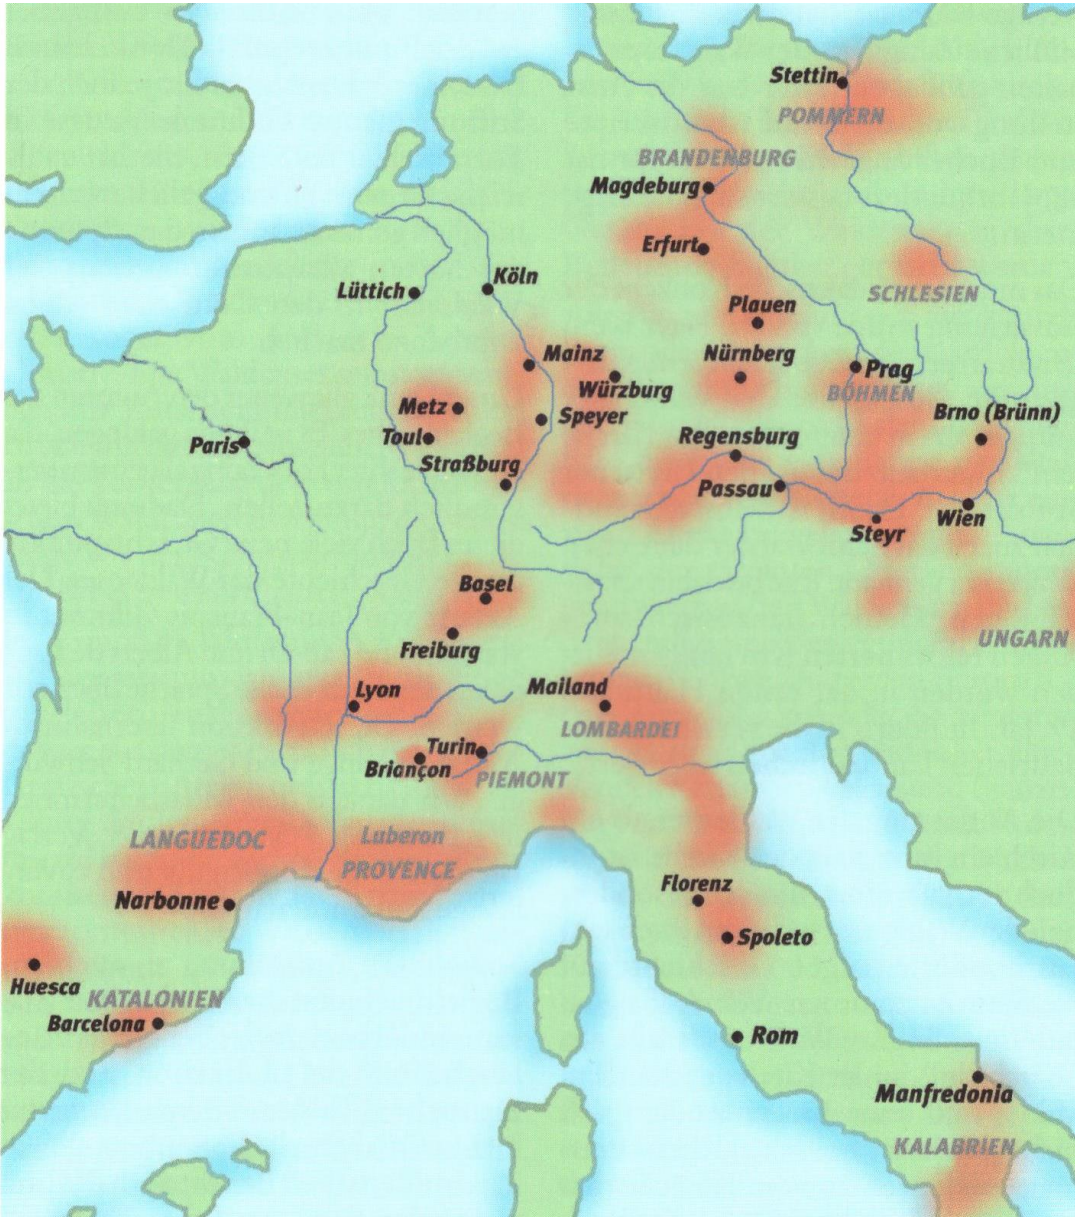 Stettin
POMMERN
BRANDENBURG
Magdeburg
Erfurt
SCHLESIEN
Köln
Lüttich
Plauen
Mainz
Nürnberg
Prag
Würzburg
BÖHMEN
Metz
Speyer
Brno (Brünn)
Toul
Regensburg
Paris
Straßburg
Passau
Wien
Steyr
Basel
UNGARN
Freiburg
Lyon
Mailand
LOMBARDEI
Turin
Briançon
PIEMONT
LANGUEDOC
Luberon
PROVENCE
Florenz
Narbonne
Spoleto
Huesca
KATALONIEN
Barcelona
Rom
Manfredonia
KALABRIEN